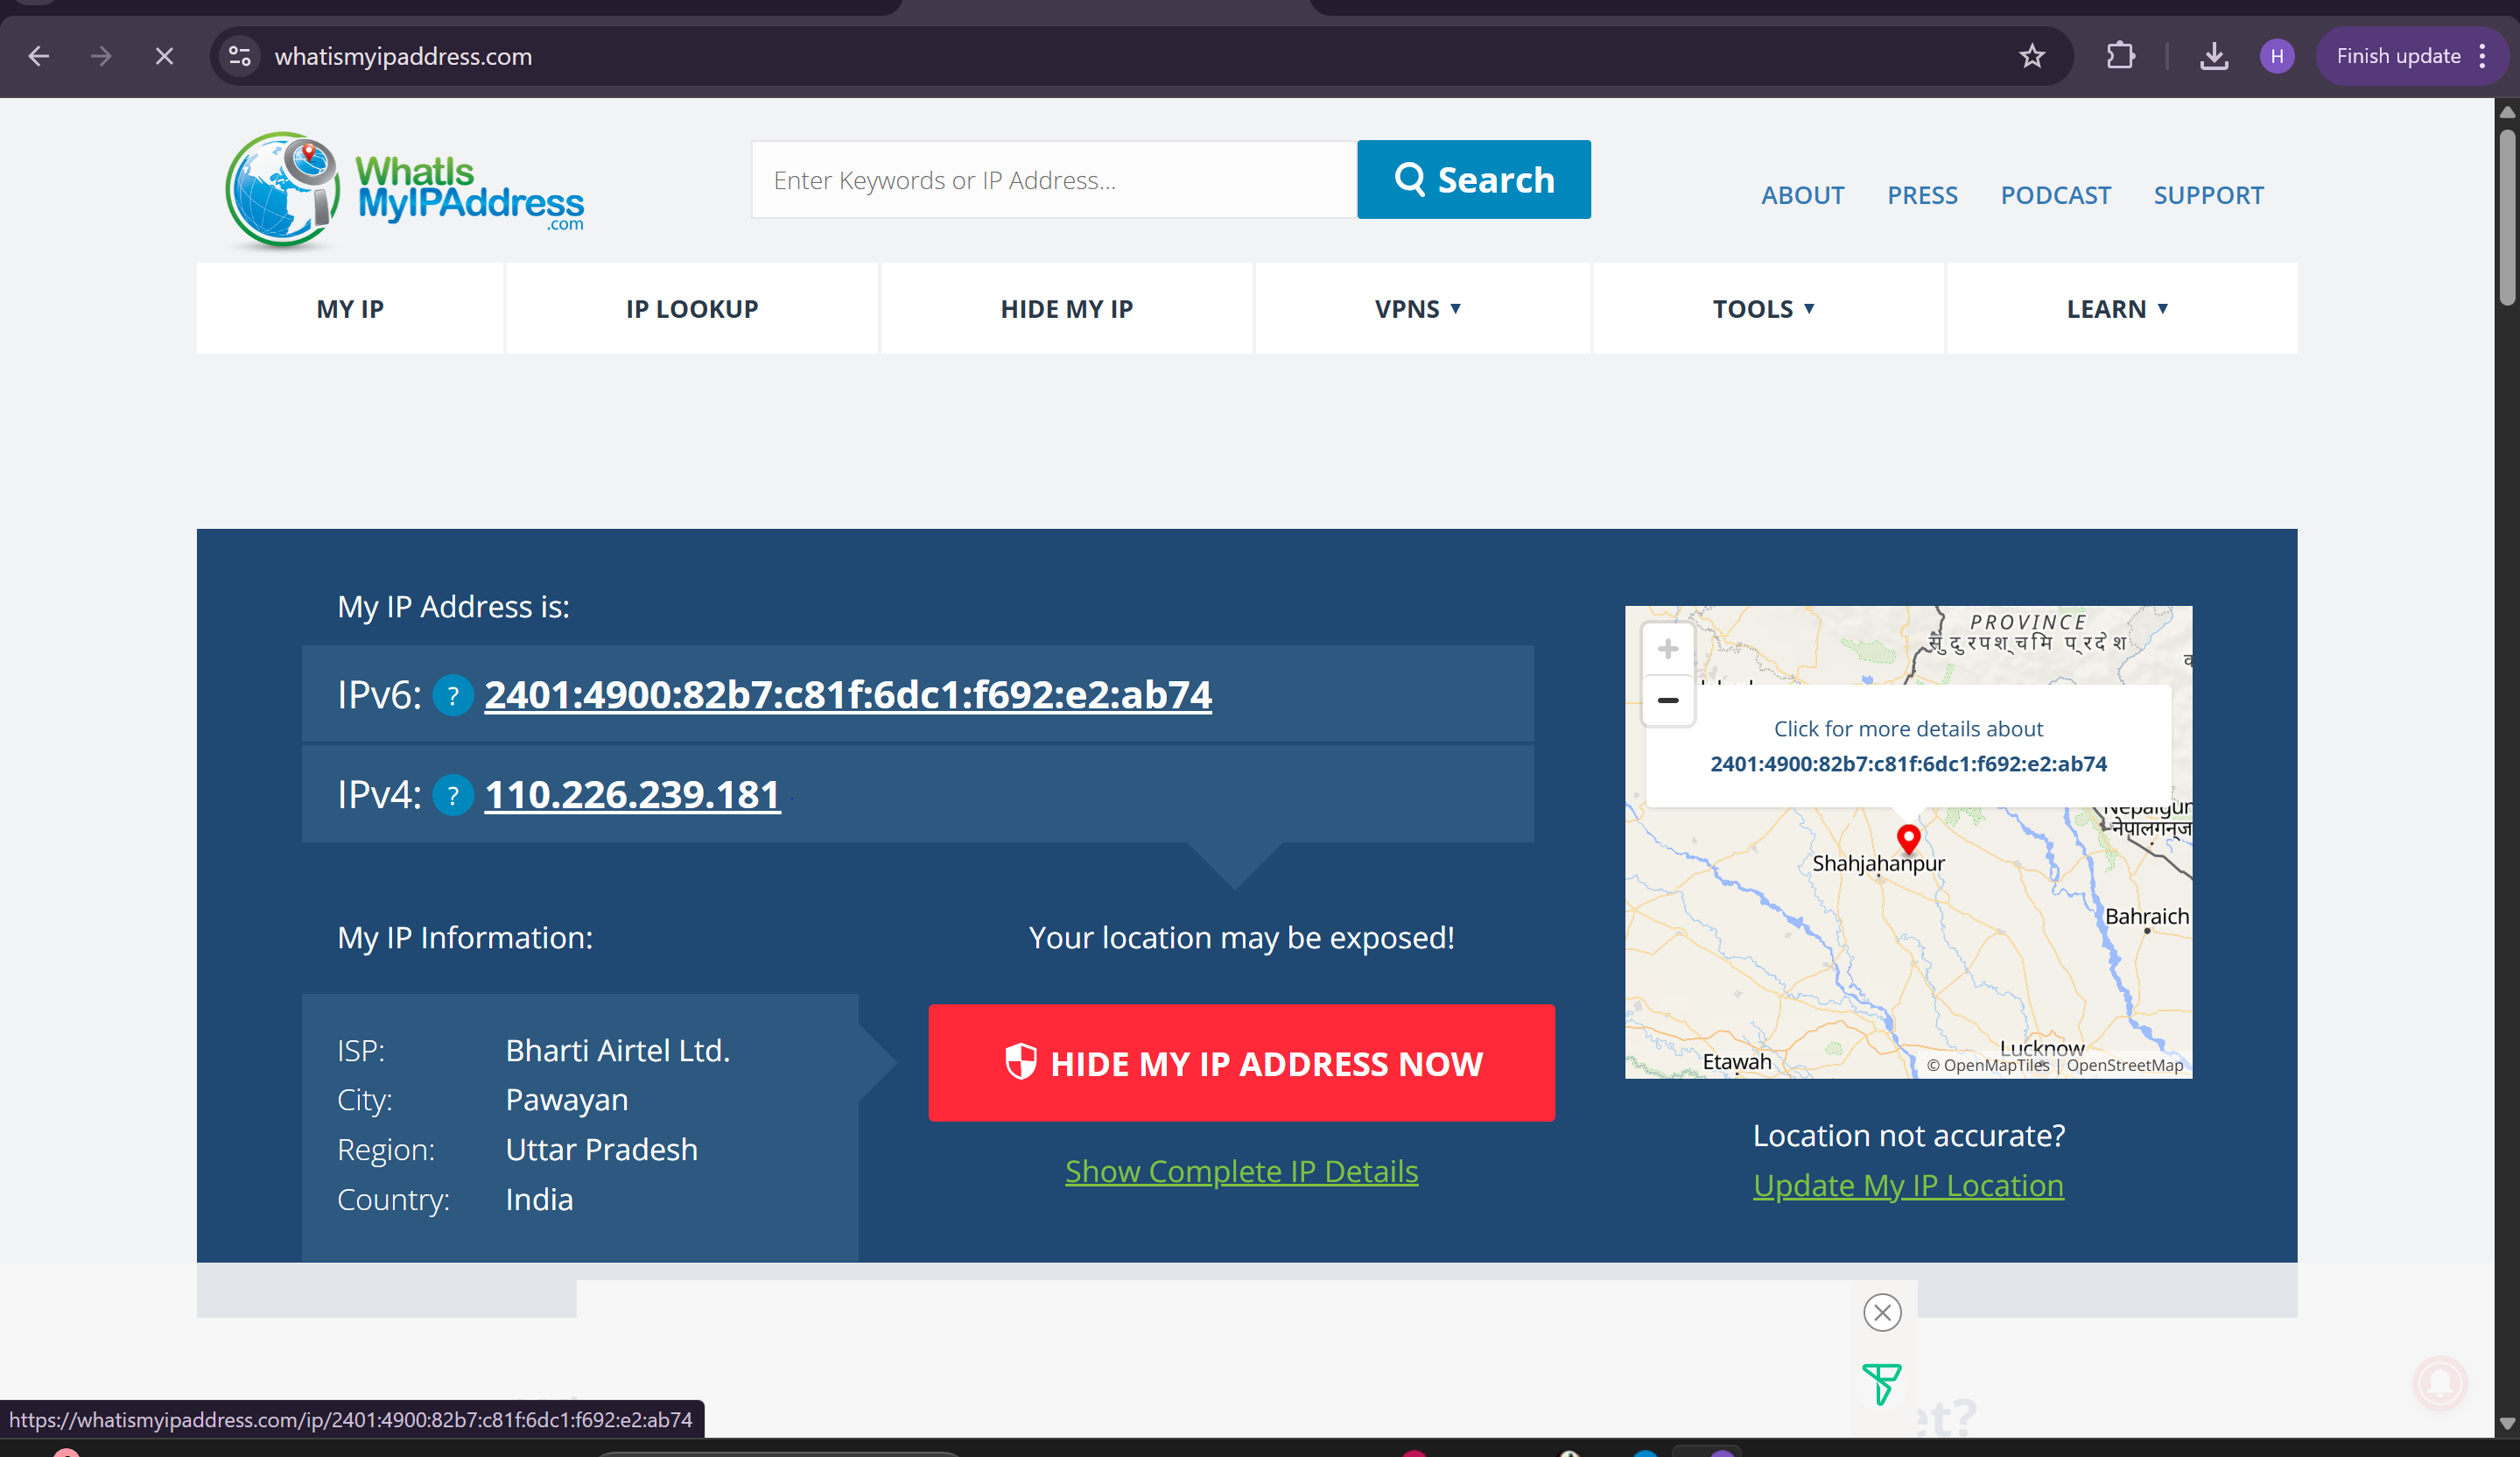 whatismyipaddress.com
H
Finish update
WhatIs
MyIPAddress
.com
Enter Keywords or IP Address...
Search
ABOUT PRESS PODCAST SUPPORT
MY IP IP LOOKUP HIDE MY IP VPNS TOOLS LEARN
My IP Address is:
IPv6: ? 2401:4900:82b7:c81f:6dc1:f692:e2:ab74
IPv4: ? 110.226.239.181
My IP Information:
ISP: Bharti Airtel Ltd.
City: Pawayan
Region: Uttar Pradesh
Country: India
Your location may be exposed!
HIDE MY IP ADDRESS NOW
Show Complete IP Details
PROVINCE
सुदुरपश्चिम प्रदेश
Click for more details about
2401:4900:82b7:c81f:6dc1:f692:e2:ab74
नेपालगन्ज
Shahjahanpur
Bahraich
Lucknow
Etawah
© OpenMapTiles | OpenStreetMap
Location not accurate?
Update My IP Location
et?
https://whatismyipaddress.com/ip/2401:4900:82b7:c81f:6dc1:f692:e2:ab74